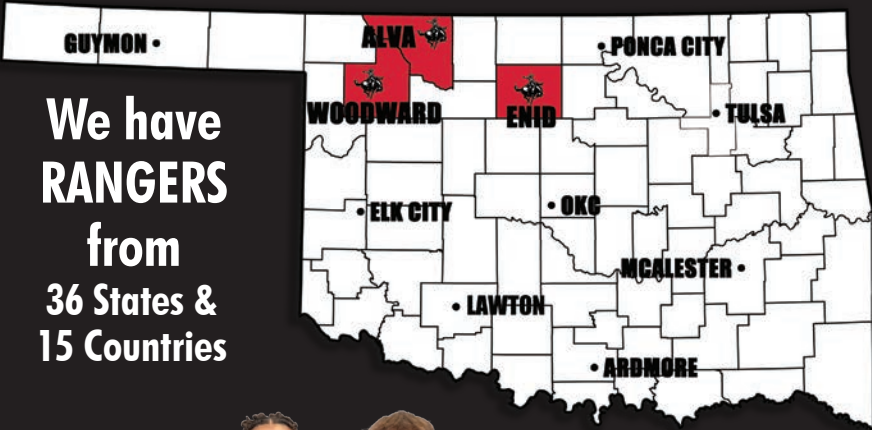 GUYMON
ALVA
PONCA CITY
WOODWARD
ENID
TULSA
ELK CITY
OKC
MCALESTER
LAWTON
ARDMORE
We have
RANGERS
from
36 States &
15 Countries